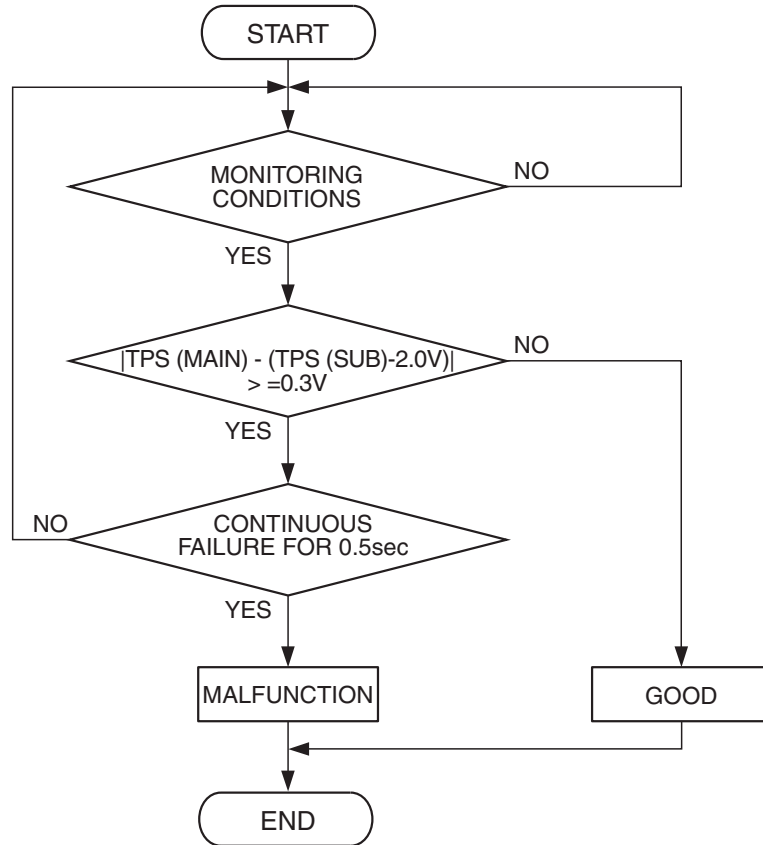 START
MONITORING
CONDITIONS
NO
YES
|TPS (MAIN) - (TPS (SUB)-2.0V)|
> =0.3V
NO
YES
CONTINUOUS
FAILURE FOR 0.5sec
NO
YES
MALFUNCTION
GOOD
END